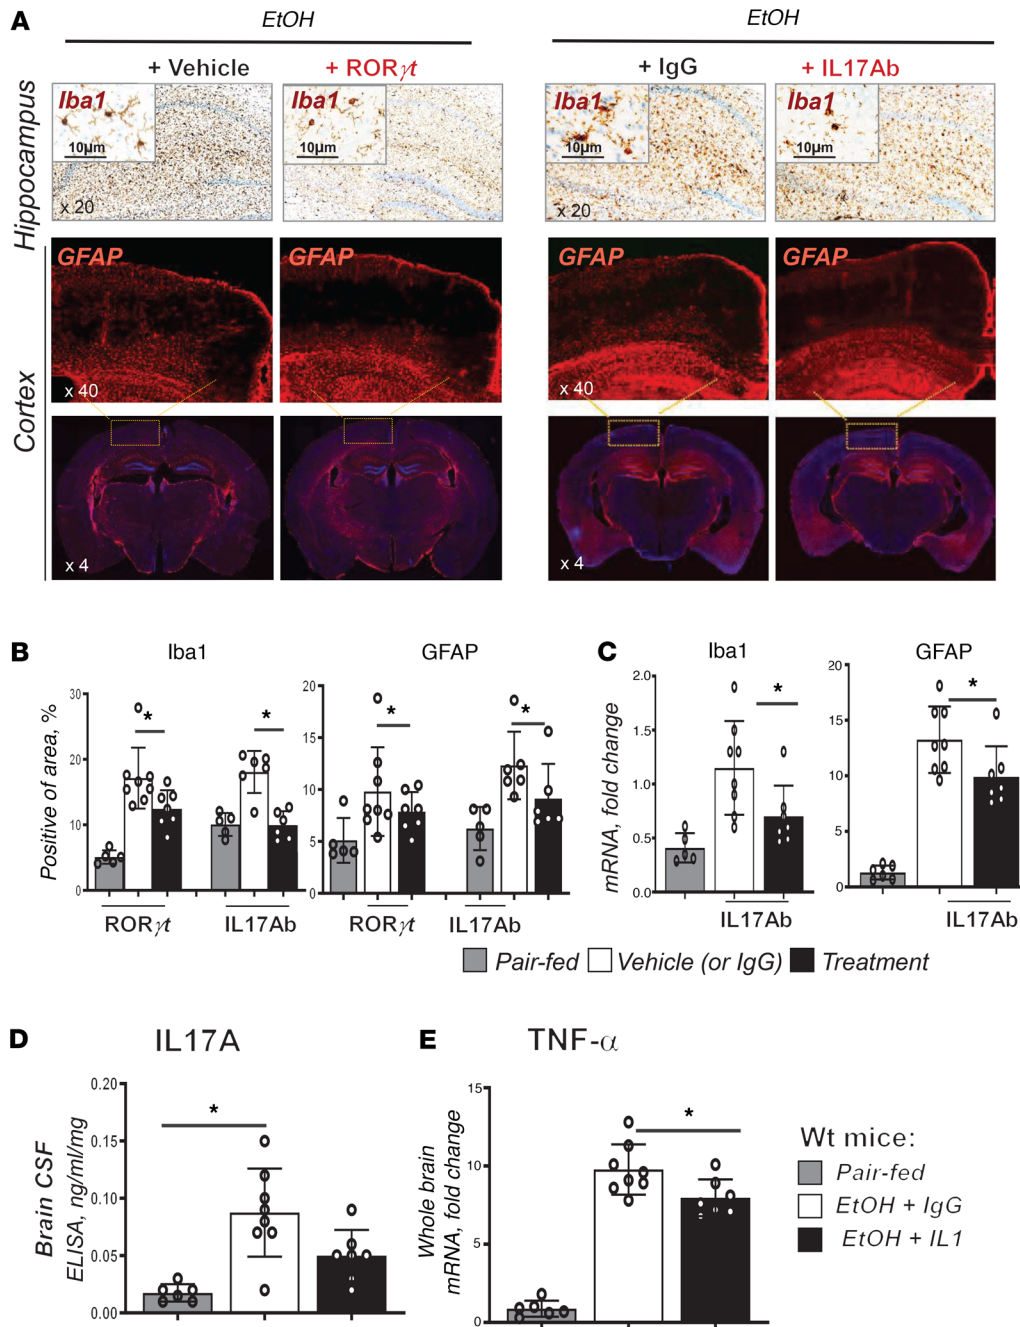 A
EtOH
EtOH
+ Vehicle
+ RORγt
+ IgG
+ IL17Ab
Hippocampus
Iba1
10μm
x 20
Iba1
10μm
Iba1
10μm
x 20
Iba1
10μm
Cortex
GFAP
x 40
GFAP
GFAP
x 40
GFAP
x 4
x 4
B
Iba1
GFAP
Positive of area, %
30
20
10
0
*
*
RORγt
IL17Ab
20
15
10
5
0
*
*
RORγt
IL17Ab
C
Iba1
GFAP
mRNA, fold change
2.0
1.5
1.0
0.5
0.0
*
IL17Ab
20
15
10
5
0
*
IL17Ab
Pair-fed
Vehicle (or IgG)
Treatment
D
IL17A
Brain CSF
ELISA, ng/ml/mg
0.20
0.15
0.10
0.05
0.00
*
E
TNF-α
Whole brain
mRNA, fold change
15
10
5
0
*
Wt mice:
Pair-fed
EtOH + IgG
EtOH + IL1